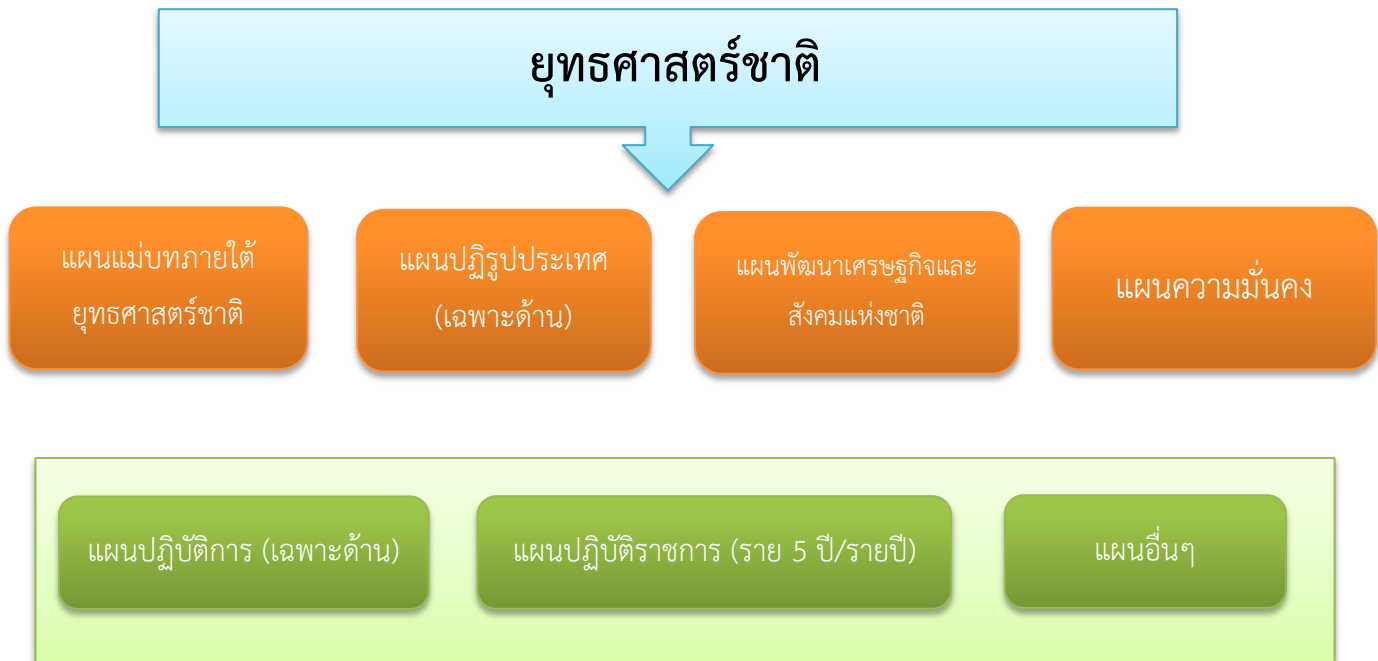 ยุทธศาสตร์ชาติ
แผนแม่บทภายใต้
ยุทธศาสตร์ชาติ
แผนปฏิรูปประเทศ
(เฉพาะด้าน)
แผนพัฒนาเศรษฐกิจและ
สังคมแห่งชาติ
แผนความมั่นคง
แผนปฏิบัติการ (เฉพาะด้าน)
แผนปฏิบัติราชการ (ราย 5 ปี/รายปี)
แผนอื่นๆ